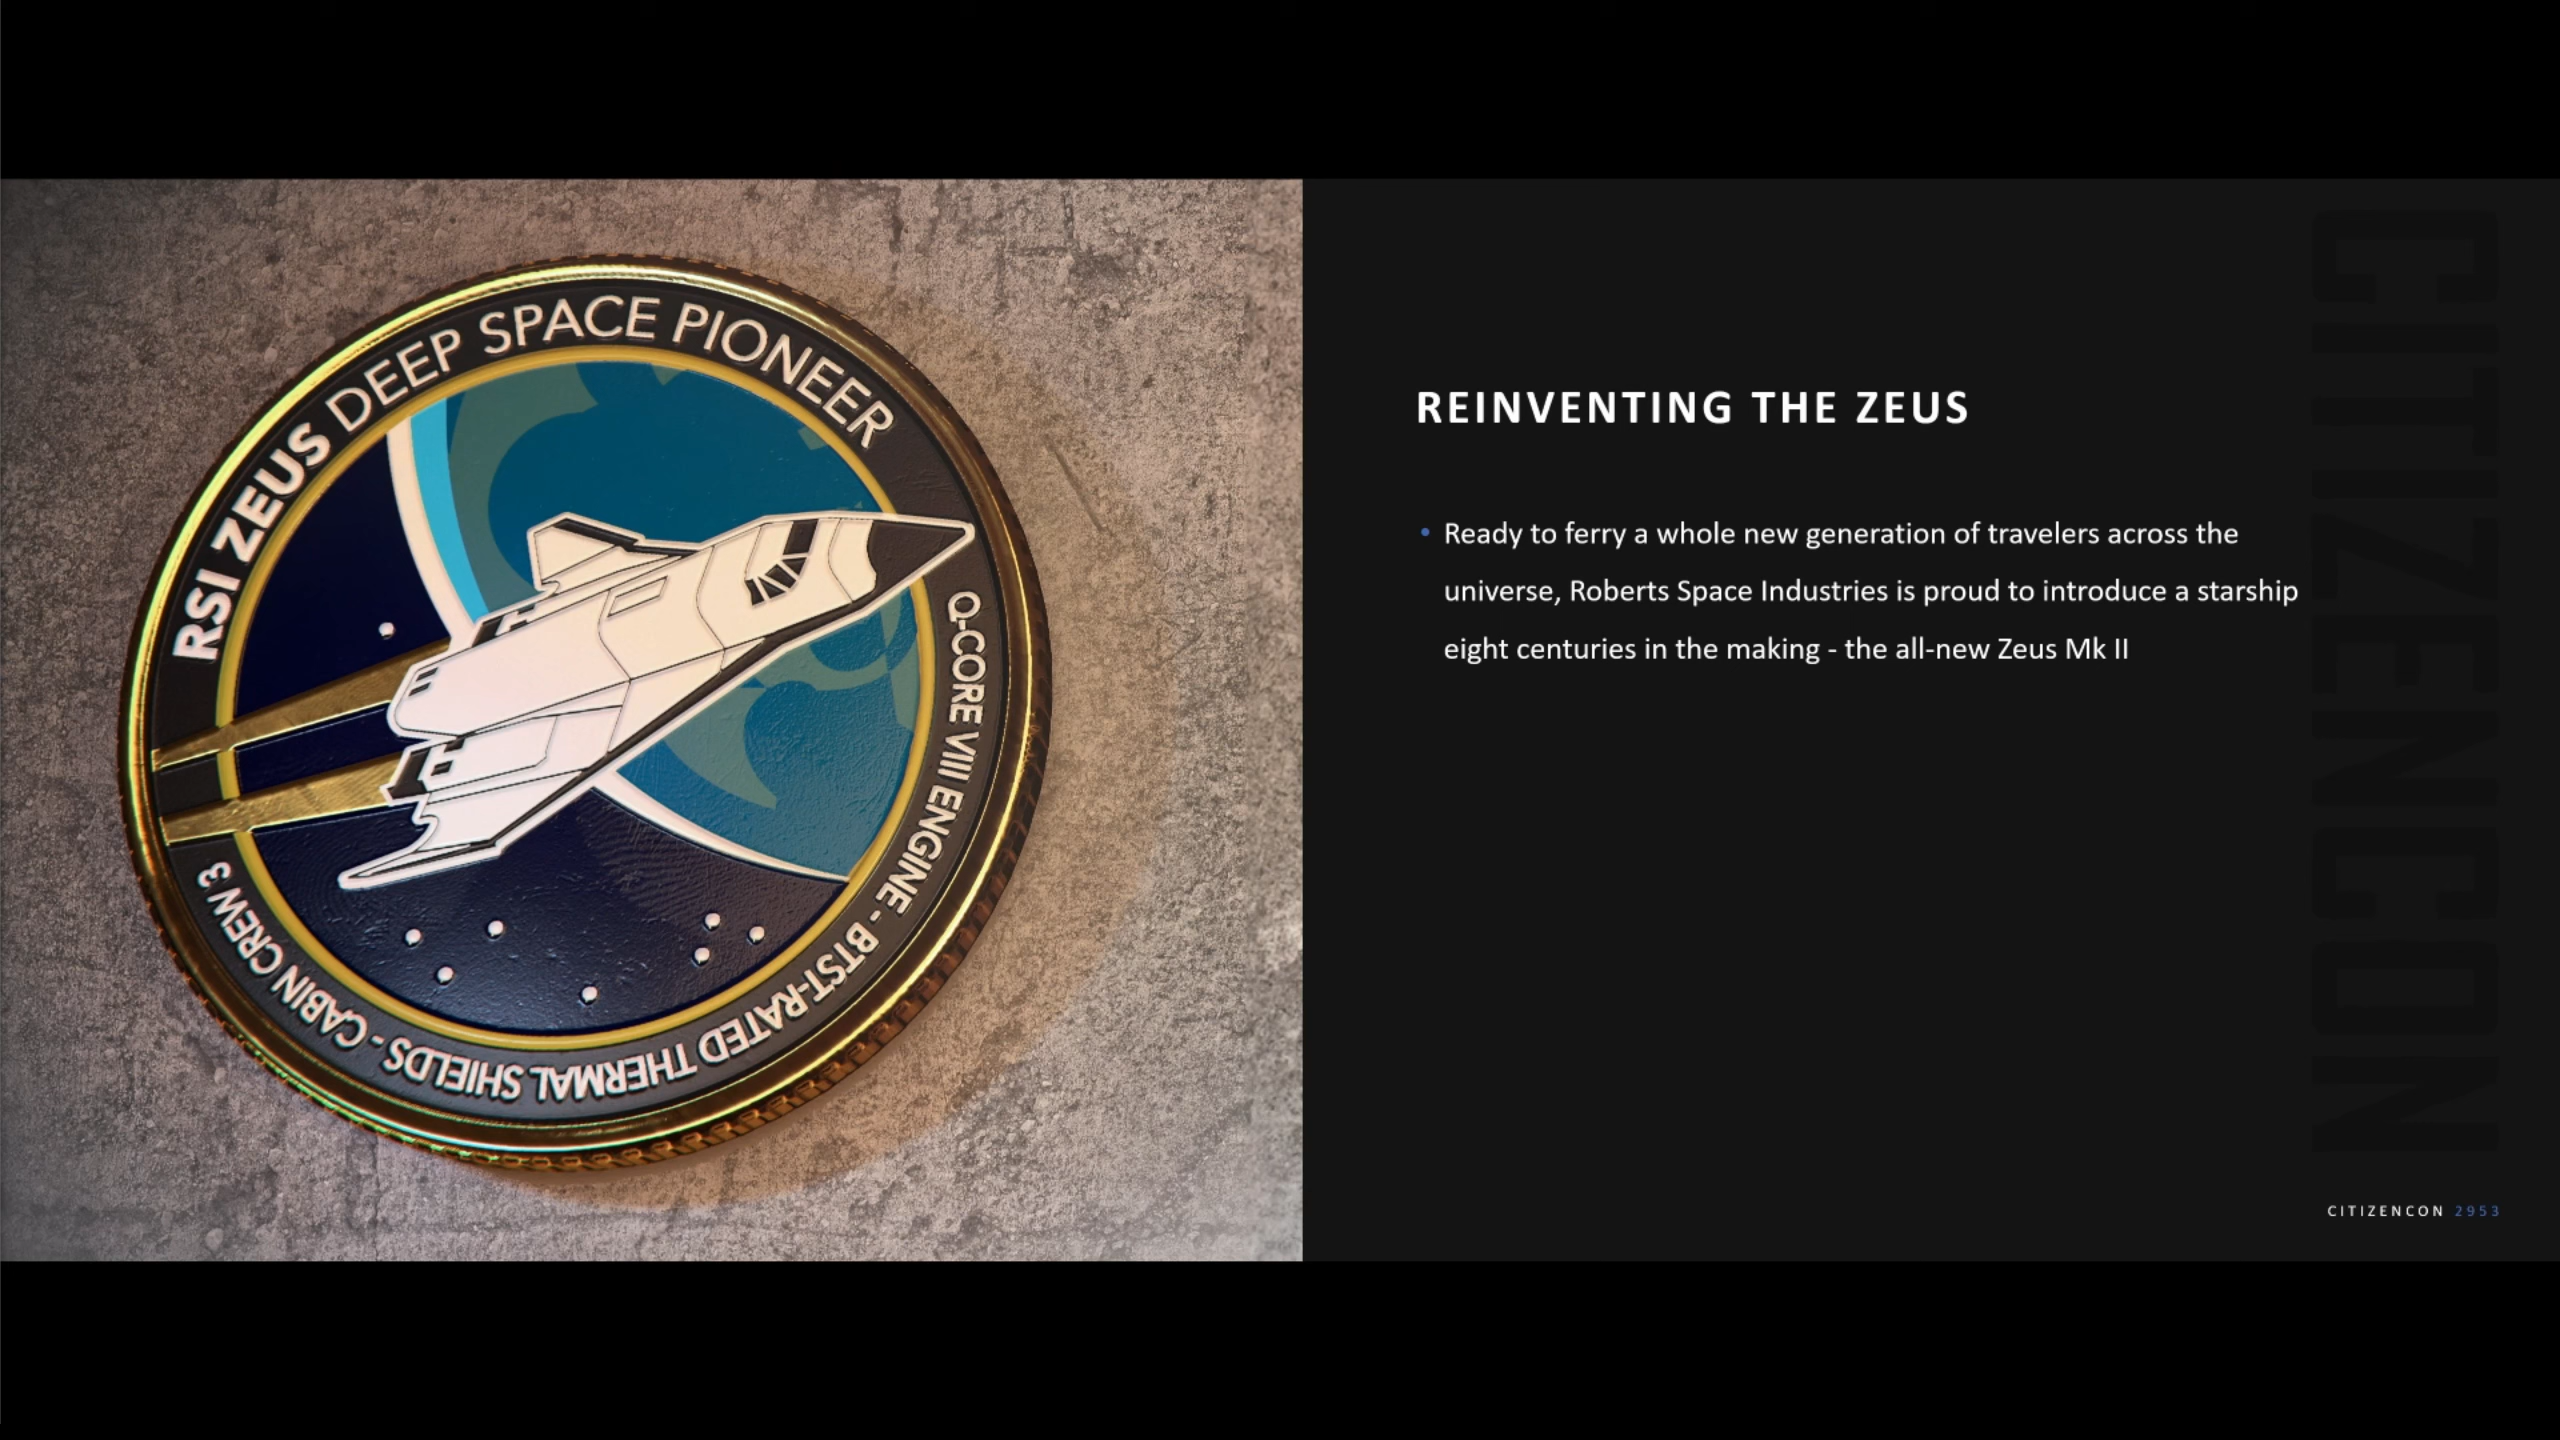 RSI ZEUS DEEP SPACE PIONEER
Q-CORE VIII ENGINE - BTST-RATED THERMAL SHIELDS - CABIN CREW 3
REINVENTING THE ZEUS
• Ready to ferry a whole new generation of travelers across the
universe, Roberts Space Industries is proud to introduce a starship
eight centuries in the making - the all-new Zeus Mk II
CITIZENCON
CITIZENCON 2953